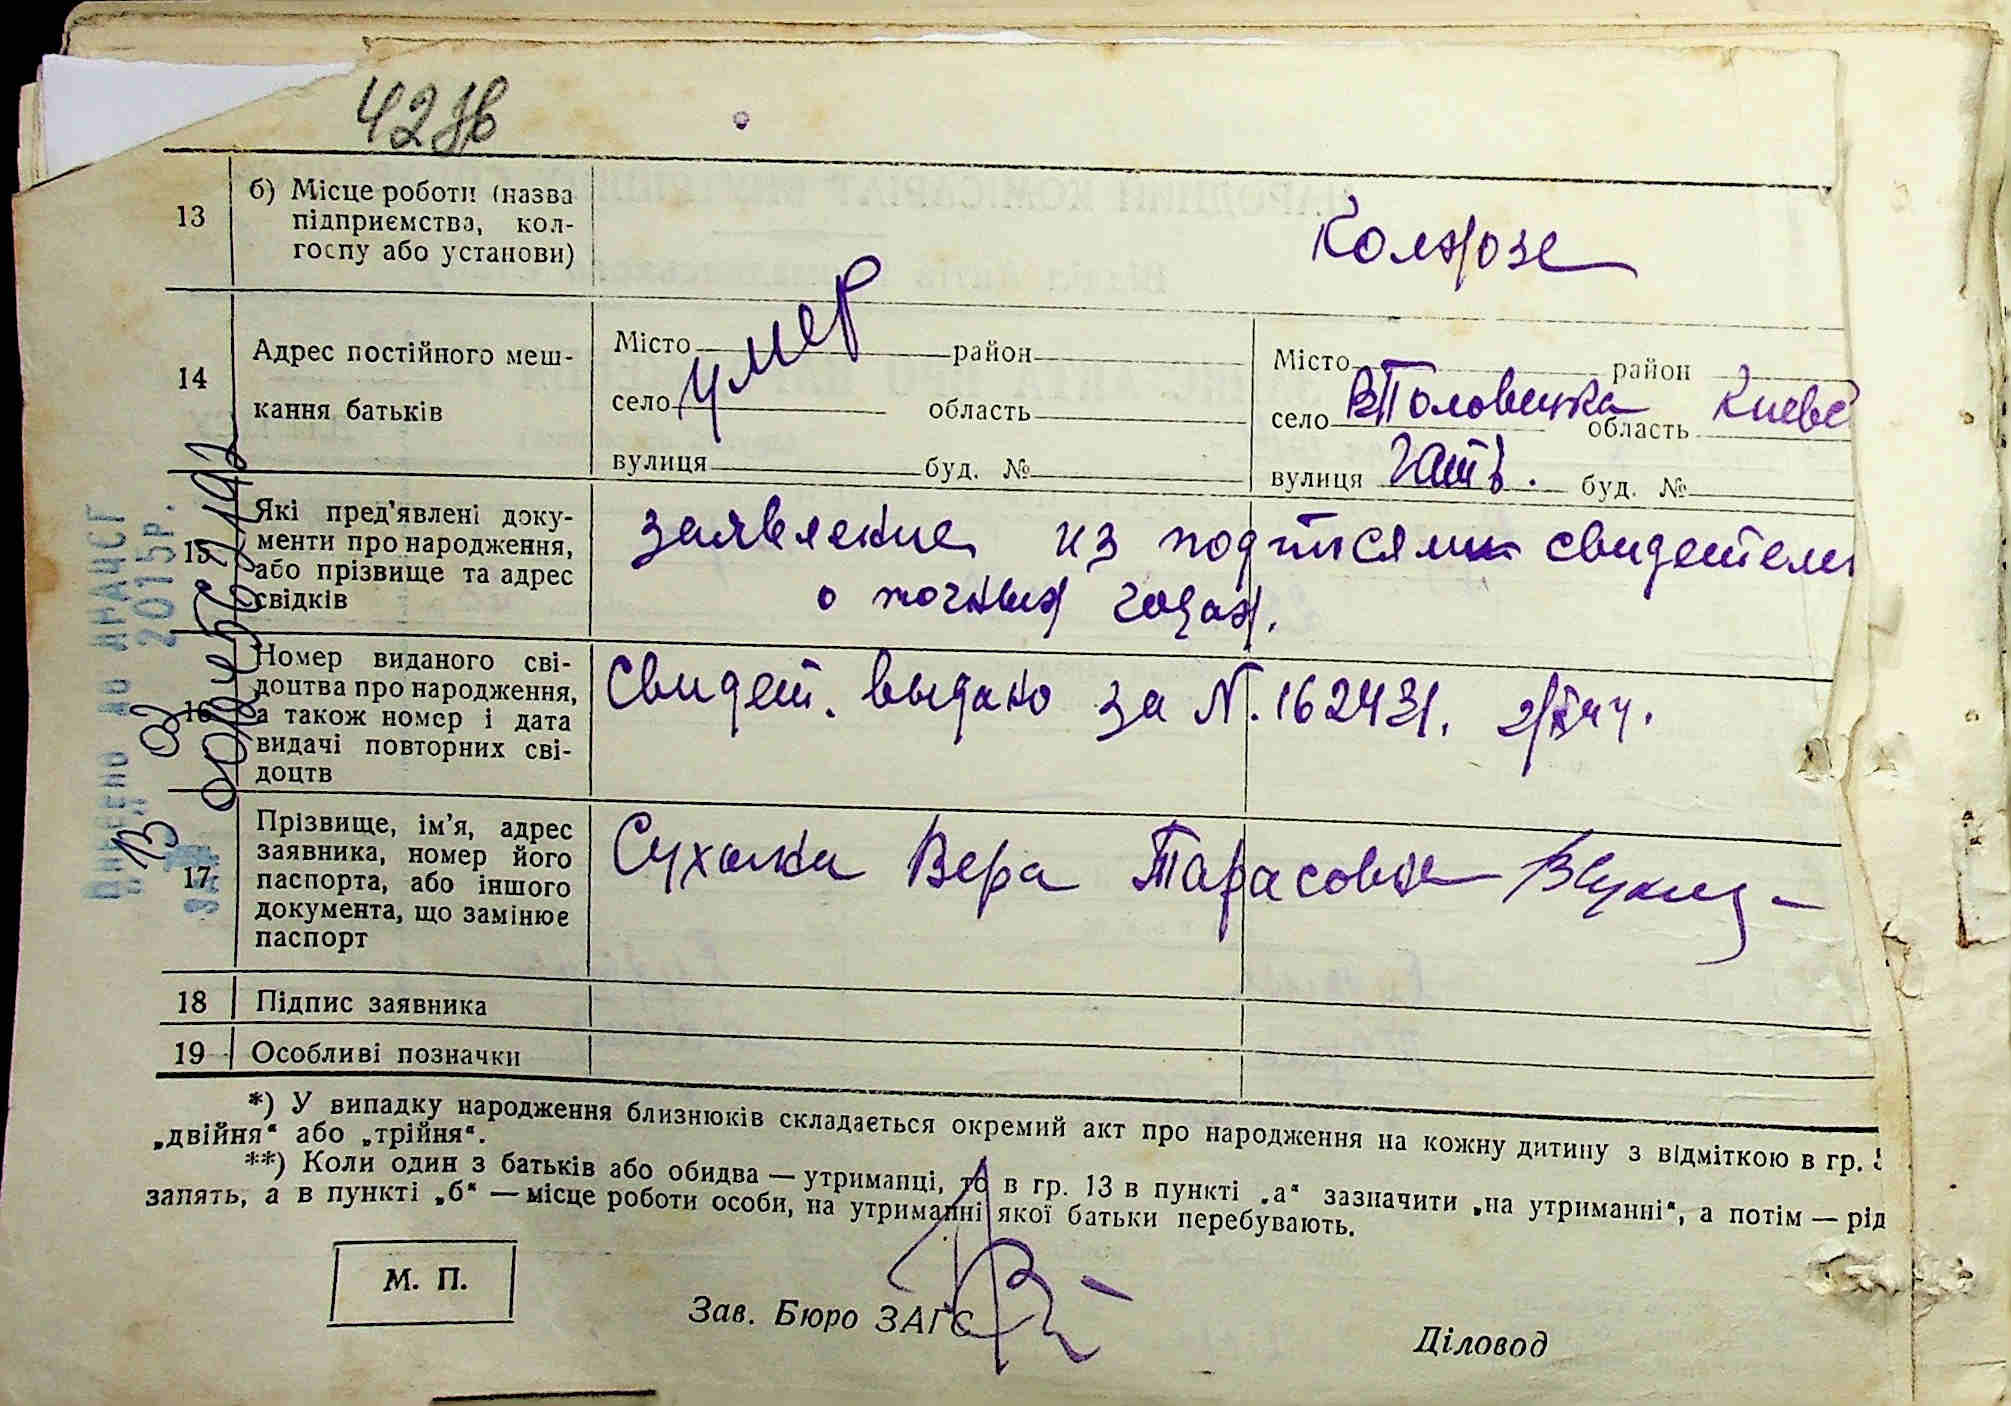 42
13
б) Місце роботи (назва
підприємства, кол-
госпу або установи)
Колхозе
14
Адрес постійного меш-
кання батьків
Місто район
село область
вулиця буд. №
умер
Місто район
село В Половецка область Киевс
вулиця Гать. буд. №
15
Які пред'явлені доку-
менти про народження,
або прізвище та адрес
свідків
заявление из подписями свидетелей
о точных годах.
16
Номер виданого сві-
доцтва про народження,
а також номер і дата
видачі повторних сві-
доцтв
Свидет. выдано за N. 162431.
17
Прізвище, ім'я, адрес
заявника, номер його
паспорта, або іншого
документа, що замінює
паспорт
Вера Тарасовна
18
Підпис заявника
19
Особливі позначки
*) У випадку народження близнюків складається окремий акт про народження на кожну дитину з відміткою в гр.
„двійня“ або „трійня“.
**) Коли один з батьків або обидва — утриманці, то в гр. 13 в пункті „а“ зазначити „на утриманні“, а потім — рід
запять, а в пункті „б“ — місце роботи особи, на утриманні якої батьки перебувають.
М. П.
Зав. Бюро ЗАГС
Діловод
ДО ДРАЦСГ
2015р.